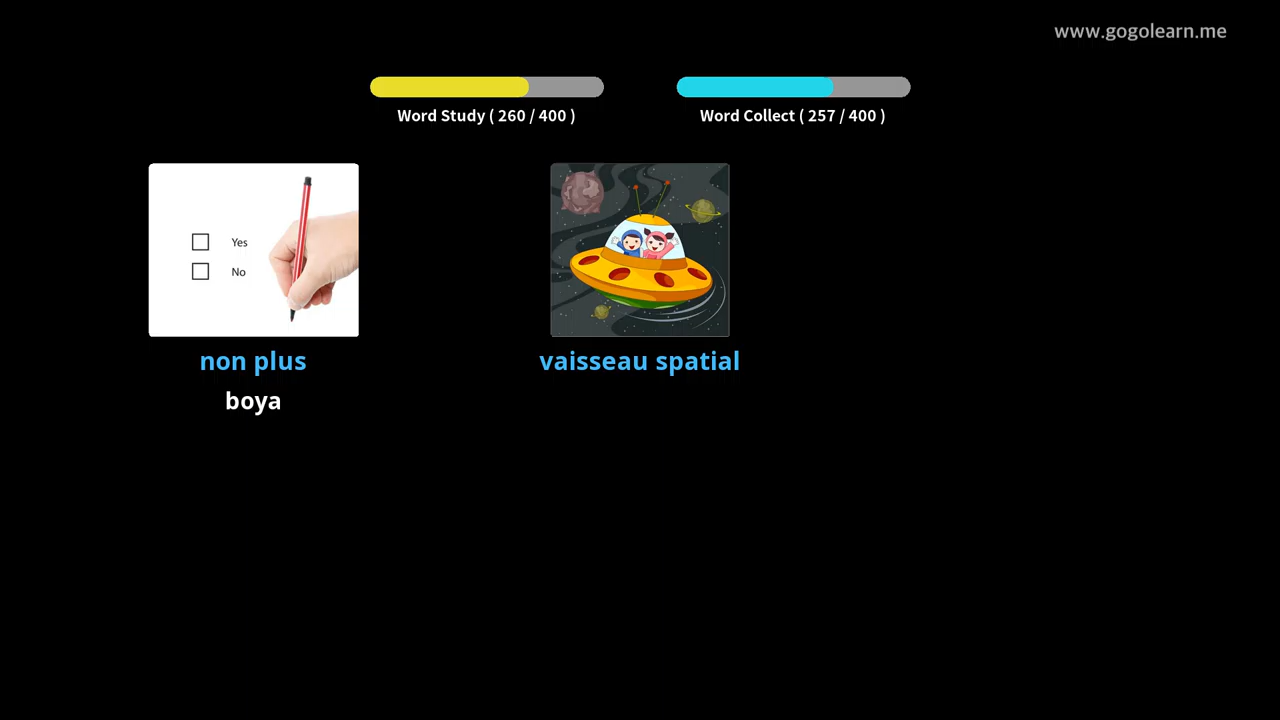 www.gogolearn.me
Word Study ( 260 / 400 )
Word Collect ( 257 / 400 )
Yes
No
non plus
vaisseau spatial
boya